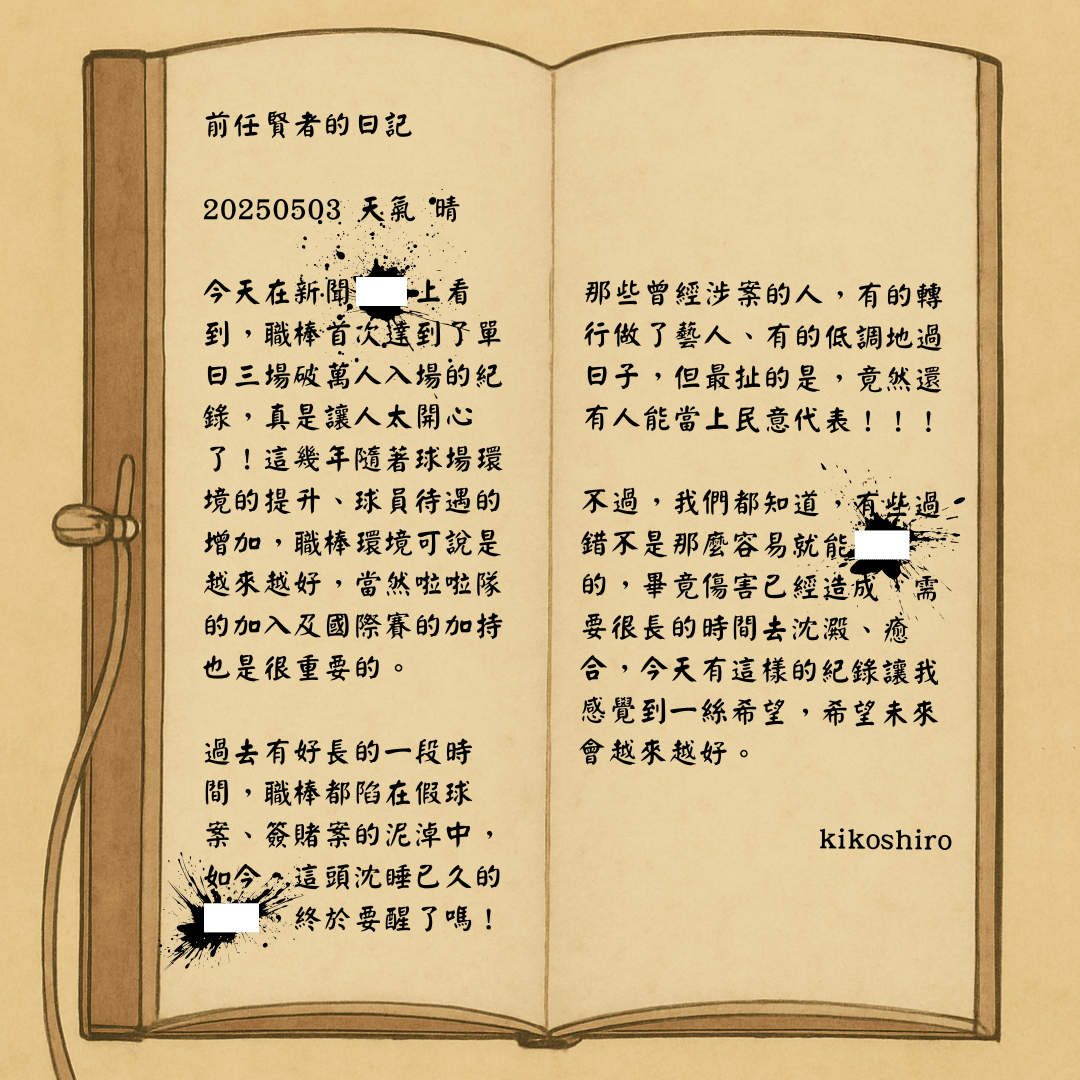 前任賢者的日記
20250503 天氣 晴
今天在新聞 上看
到，職棒首次達到了單
日三場破萬人入場的紀
錄，真是讓人太開心
了！這幾年隨著球場環
境的提升、球員待遇的
增加，職棒環境可說是
越來越好，當然啦啦隊
的加入及國際賽的加持
也是很重要的。
過去有好長的一段時
間，職棒都陷在假球
案、簽賭案的泥淖中，
如今，這頭沈睡已久的
，終於要醒了嗎！
那些曾經涉案的人，有的轉
行做了藝人、有的低調地過
日子，但最扯的是，竟然還
有人能當上民意代表！！！
不過，我們都知道，有些過
錯不是那麼容易就能
的，畢竟傷害已經造成，需
要很長的時間去沈澱、癒
合，今天有這樣的紀錄讓我
感覺到一絲希望，希望未來
會越來越好。
kikoshiro